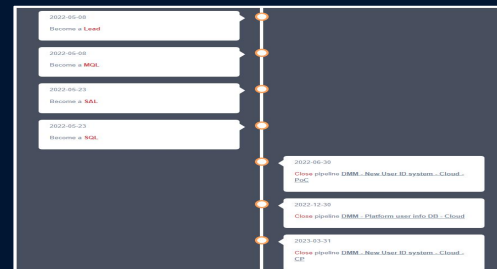 2022-05-08
Become a Lead
2022-05-08
Become a MQL
2022-05-23
Become a SAL
2022-05-23
Become a SQL
2022-06-30
Close pipeline DMM - New User ID system - Cloud -
PoC
2022-12-30
Close pipeline DMM - Platform user info DB - Cloud
2023-03-31
Close pipeline DMM - New User ID system - Cloud -
CP